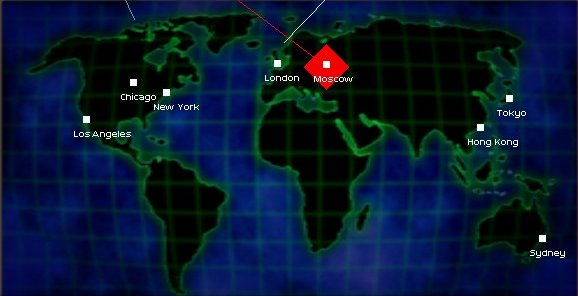 London
Moscow
Chicago
New York
Tokyo
Los Angeles
Hong Kong
Sydney